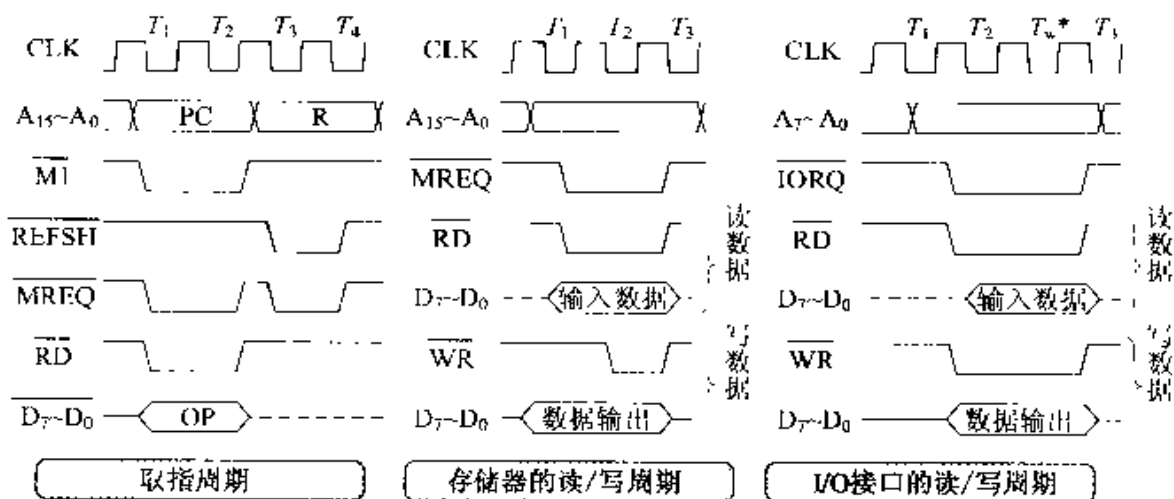 CLK T₁ T₂ T₃ T₄
A₁₅~A₀ PC R
M1
REFSH
MREQ
RD
D₇~D₀ OP
取指周期
CLK T₁ T₂ T₃
A₁₅~A₀
MREQ
RD
D₇~D₀ 输入数据
读数据
WR
D₇~D₀ 数据输出
写数据
存储器的读/写周期
CLK T₁ T₂ Tw* T₃
A₇~A₀
IORQ
RD
D₇~D₀ 输入数据
读数据
WR
D₇~D₀ 数据输出
写数据
I/O接口的读/写周期